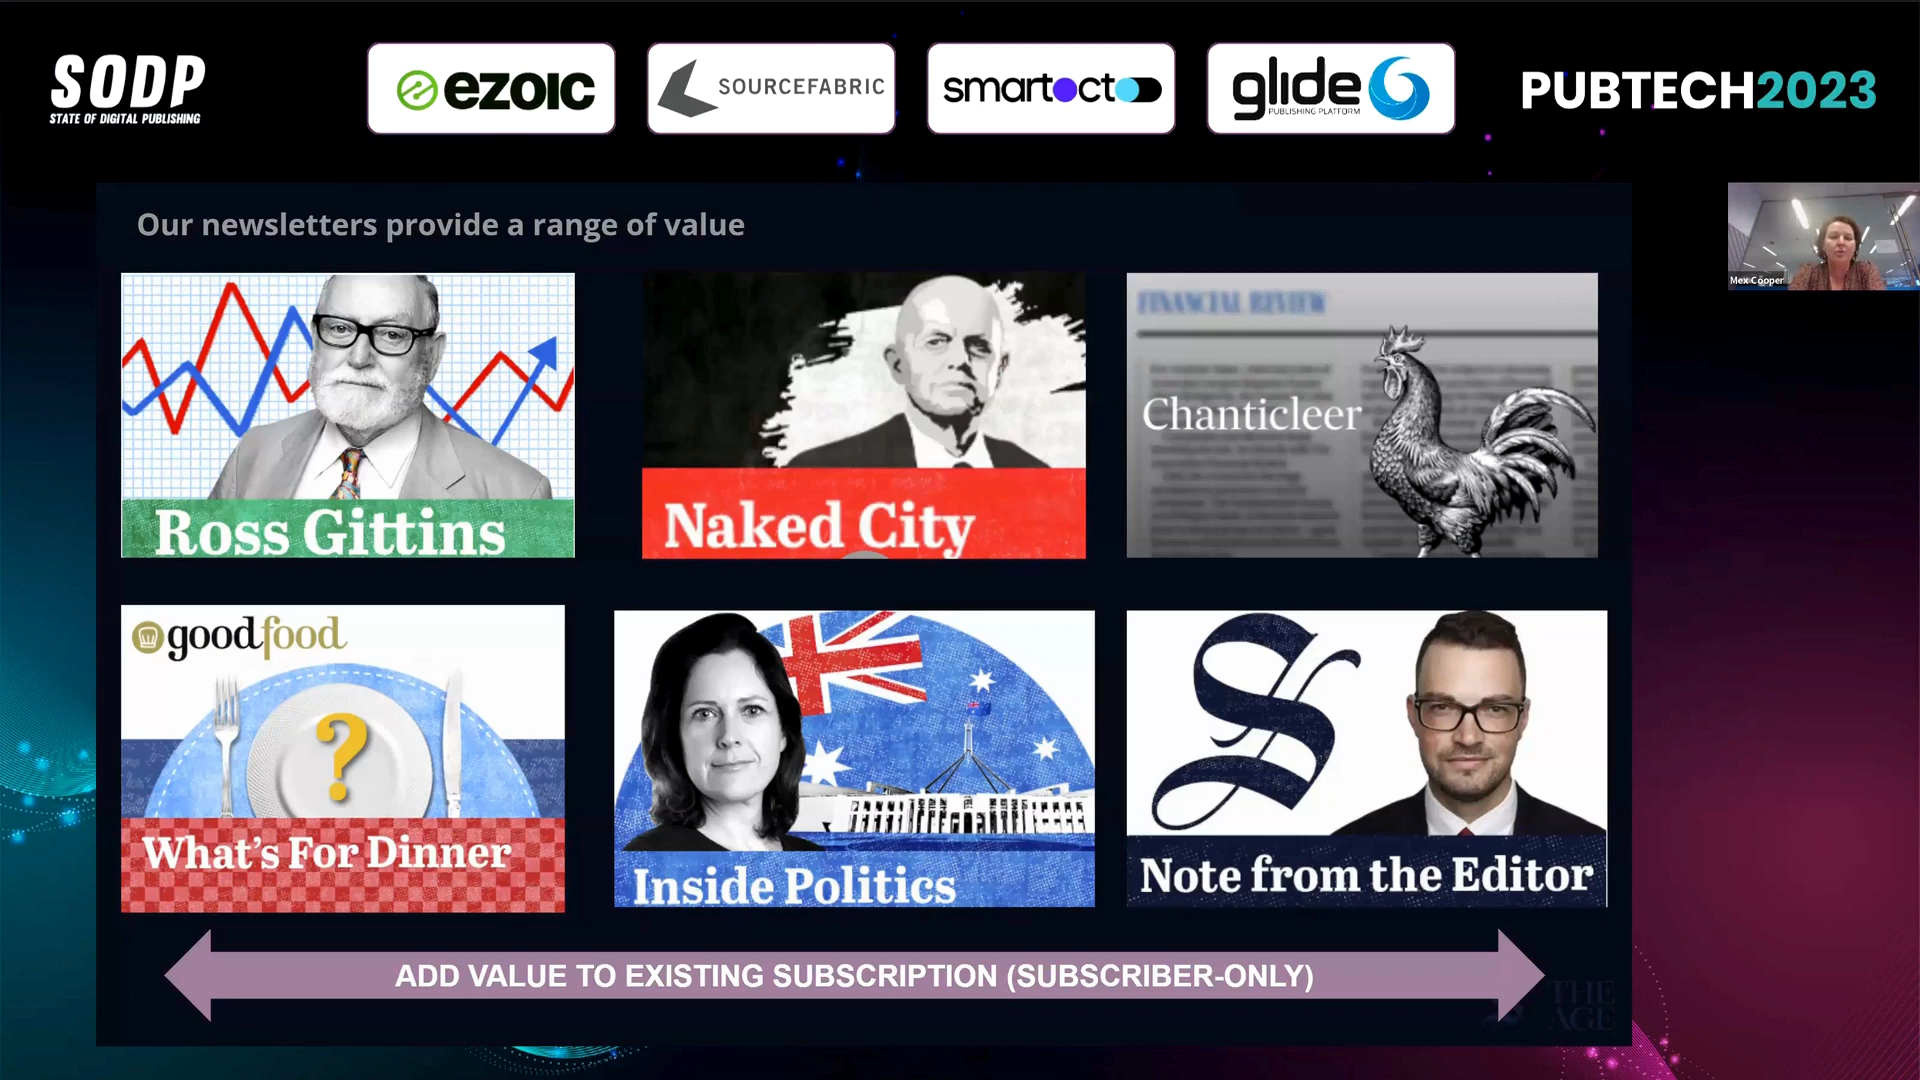 SODP
STATE OF DIGITAL PUBLISHING
EZOIC
SOURCEFABRIC
smartocto
glide
PUBLISHING PLATFORM
PUBTECH2023
Our newsletters provide a range of value
Mex Cooper
Ross Gittins
Naked City
FINANCIAL REVIEW
Chanticleer
goodfood
?
What's For Dinner
Inside Politics
S
Note from the Editor
ADD VALUE TO EXISTING SUBSCRIPTION (SUBSCRIBER-ONLY)
THE
AGE